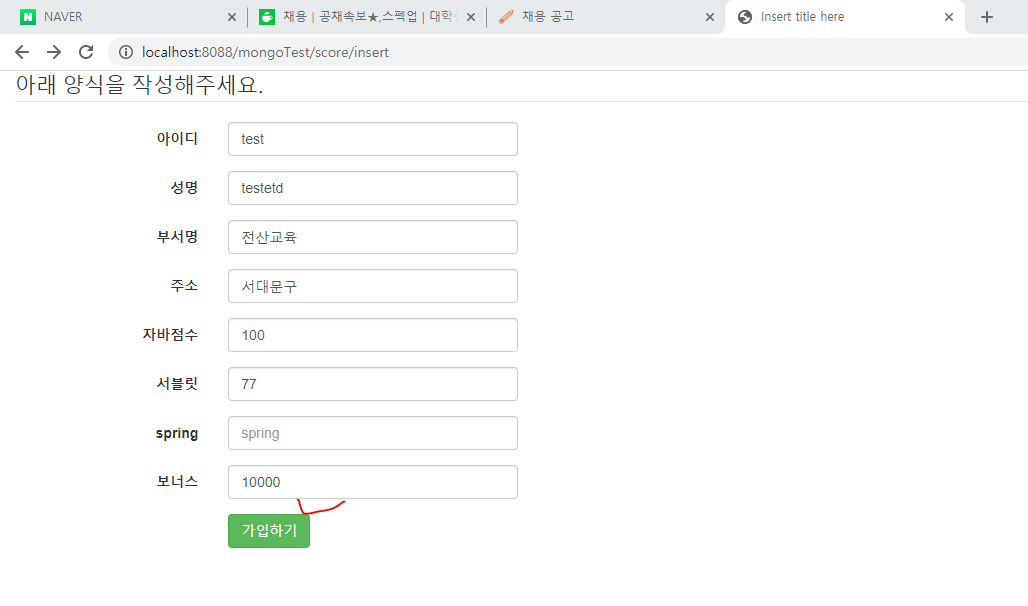 NAVER
채용 | 공채속보★,스펙업 | 대학
채용 공고
Insert title here
localhost:8088/mongoTest/score/insert
아래 양식을 작성해주세요.
아이디 test
성명 testetd
부서명 전산교육
주소 서대문구
자바점수 100
서블릿 77
spring spring
보너스 10000
가입하기